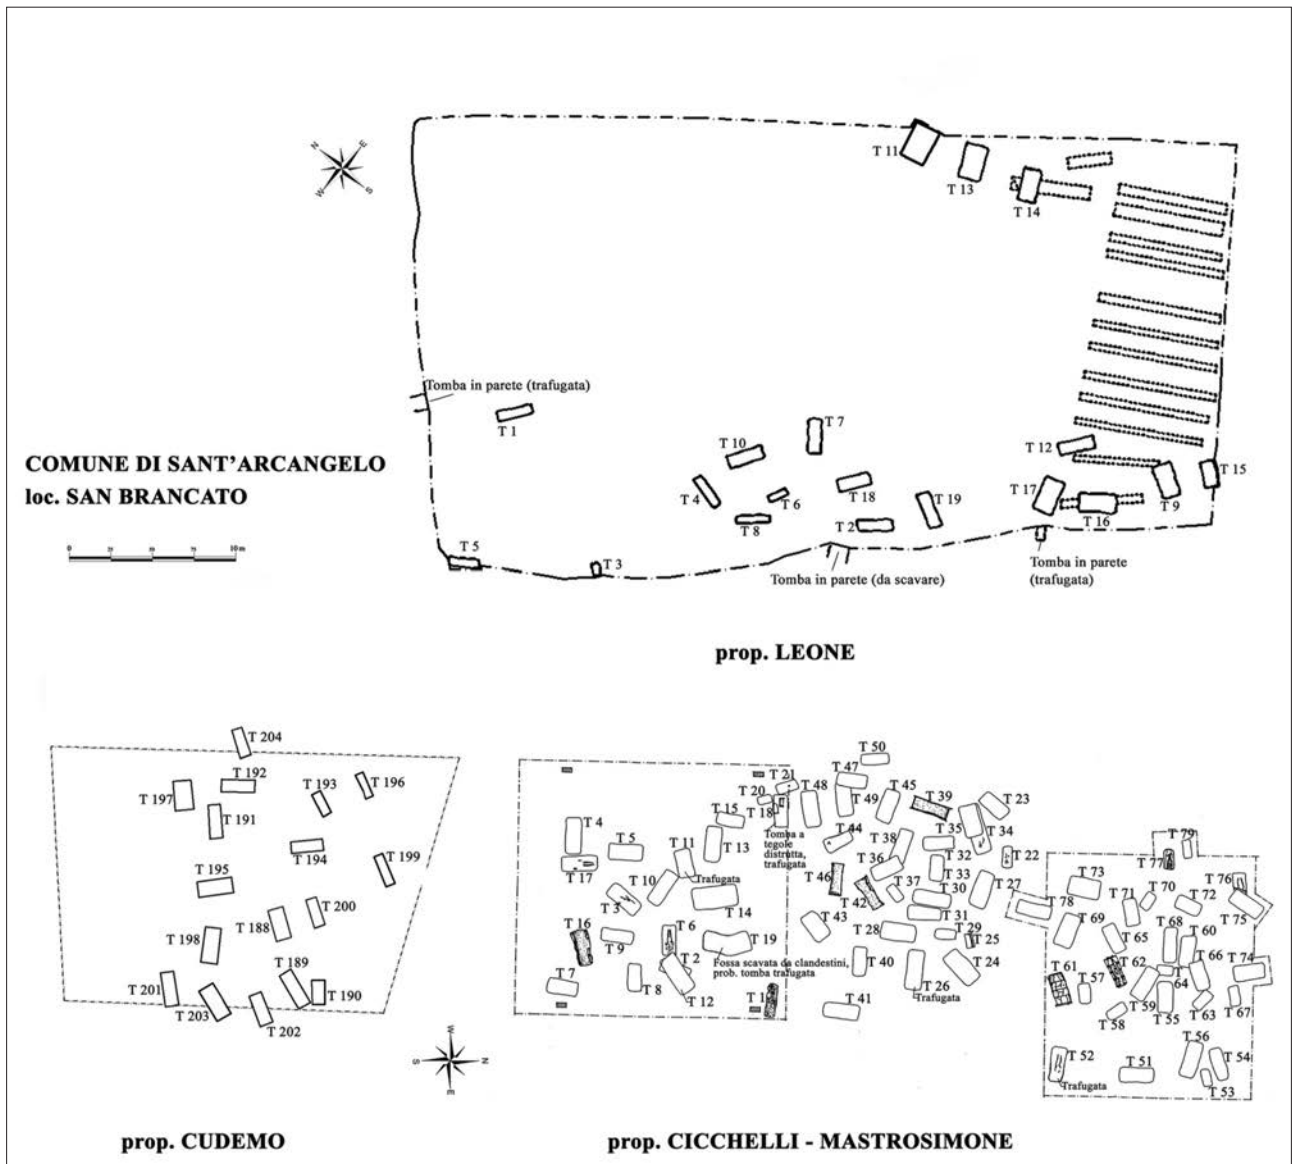 N
E
W
S
T 11
T 13
T 14
Tomba in parete (trafugata)
T 1
T 7
T 10
T 12
T 15
COMUNE DI SANT'ARCANGELO
loc. SAN BRANCATO
T 4
T 6
T 18
T 19
T 17
T 9
T 8
T 2
T 16
0
25
50
75
10 m
T 5
T 3
Tomba in parete (da scavare)
Tomba in parete
(trafugata)
prop. LEONE
T 204
T 192
T 193
T 196
T 197
T 191
T 194
T 199
T 195
T 200
T 188
T 198
T 189
T 201
T 190
T 203
T 202
W
N
S
E
prop. CUDEMO
T 50
T 21
T 47
T 20
T 48
T 45
T 39
T 23
T 18
T 49
T 15
T 4
T 44
T 35
T 34
Tomba a
tegole
distrutta,
trafugata
T 5
T 11
T 13
T 38
T 32
T 22
T 79
T 17
T 36
T 77
Trafugata
T 46
T 33
T 73
T 76
T 10
T 37
T 27
T 3
T 42
T 30
T 71
T 70
T 72
T 14
T 78
T 75
T 31
T 43
T 69
T 16
T 6
T 28
T 29
T 68
T 60
T 9
T 19
T 25
T 65
T 66
Fossa scavata da clandestini,
prob. tomba trafugata
T 2
T 40
T 24
T 61
T 62
T 74
T 7
T 57
T 64
T 8
T 26
T 59
T 12
T 1
Trafugata
T 55
T 63
T 67
T 41
T 58
T 56
T 52
T 54
T 51
Trafugata
T 53
prop. CICCHELLI - MASTROSIMONE